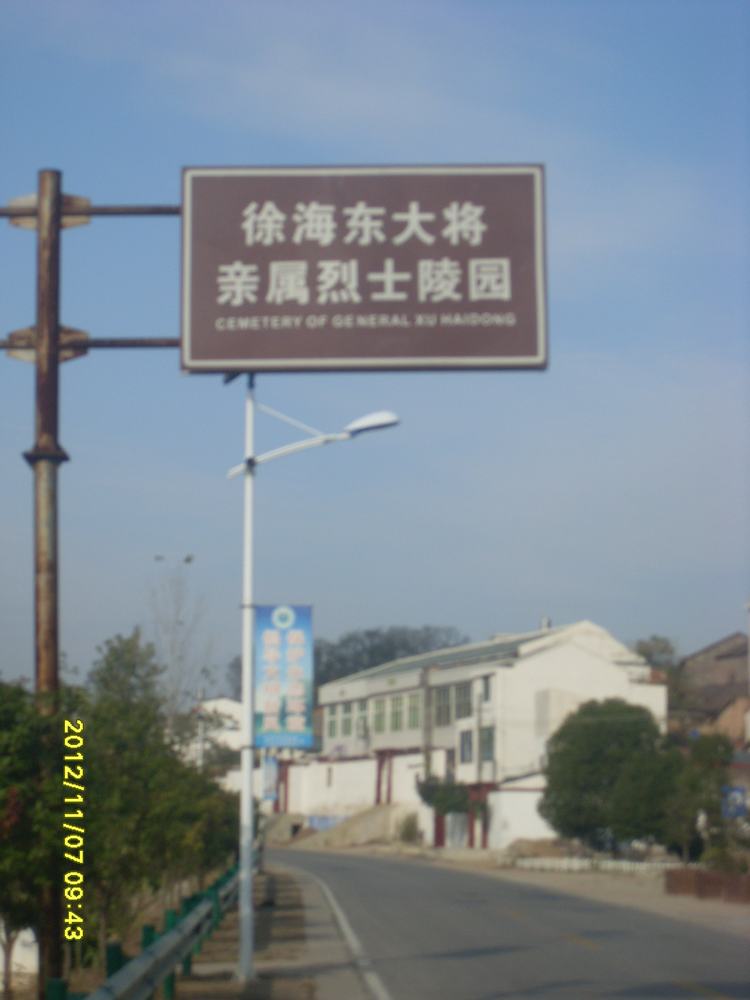 徐海东大将
亲属烈士陵园
CEMETERY OF GENERAL XU HAIDONG
2012/11/07 09:43